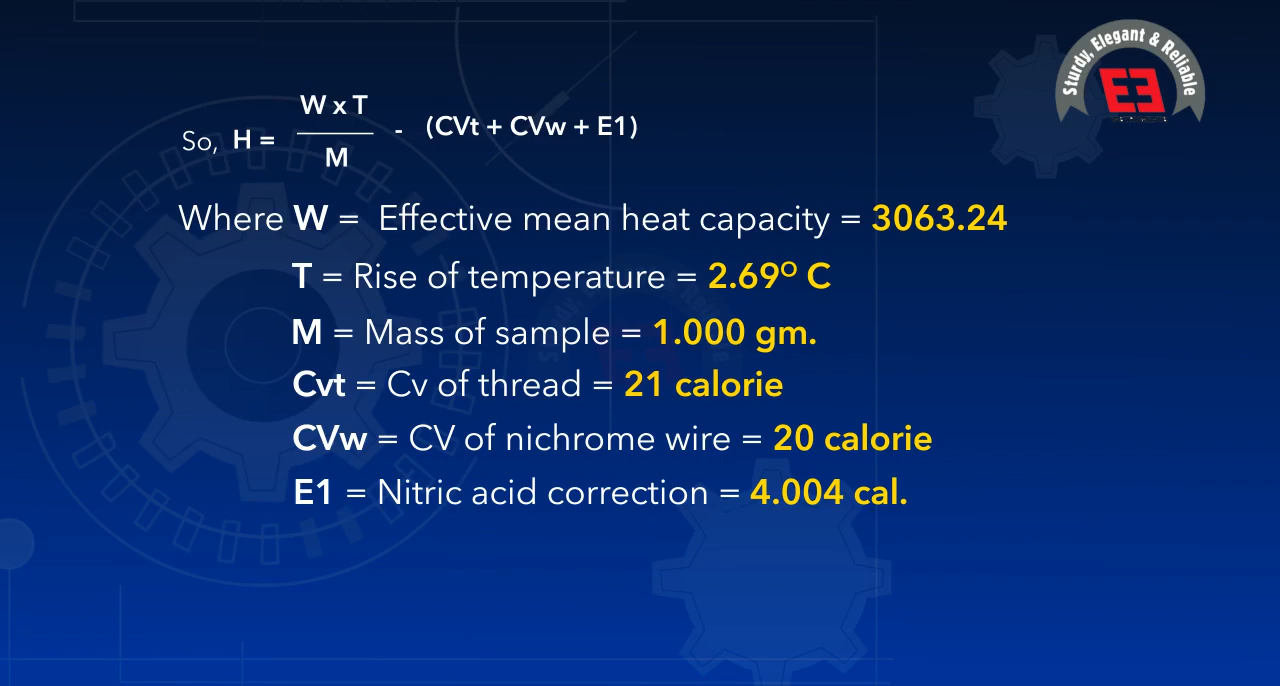 Sturdy, Elegant & Reliable
So, H = W x T / M - (CVt + CVw + E1)
Where W = Effective mean heat capacity = 3063.24
T = Rise of temperature = 2.69° C
M = Mass of sample = 1.000 gm.
Cvt = Cv of thread = 21 calorie
CVw = CV of nichrome wire = 20 calorie
E1 = Nitric acid correction = 4.004 cal.